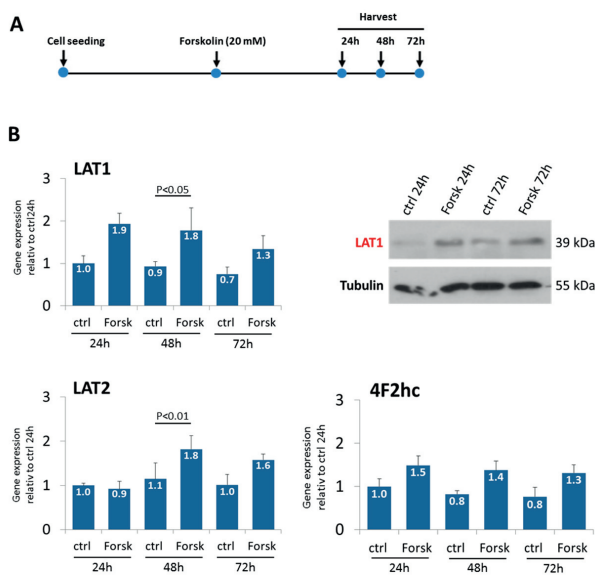 A
Harvest
Cell seeding
Forskolin (20 mM)
24h 48h 72h
B
LAT1
Gene expression
relativ to ctrl24h
3
2
1
0
P<0.05
1.0 1.9 0.9 1.8 0.7 1.3
ctrl Forsk ctrl Forsk ctrl Forsk
24h 48h 72h
ctrl 24h Forsk 24h ctrl 72h Forsk 72h
LAT1 39 kDa
Tubulin 55 kDa
LAT2
Gene expression
relative to ctrl 24h
3
2
1
0
P<0.01
1.0 0.9 1.1 1.8 1.0 1.6
ctrl Forsk ctrl Forsk ctrl Forsk
24h 48h 72h
4F2hc
Gene expression
relative to ctrl 24h
3
2
1
0
1.0 1.5 0.8 1.4 0.8 1.3
ctrl Forsk ctrl Forsk ctrl Forsk
24h 48h 72h